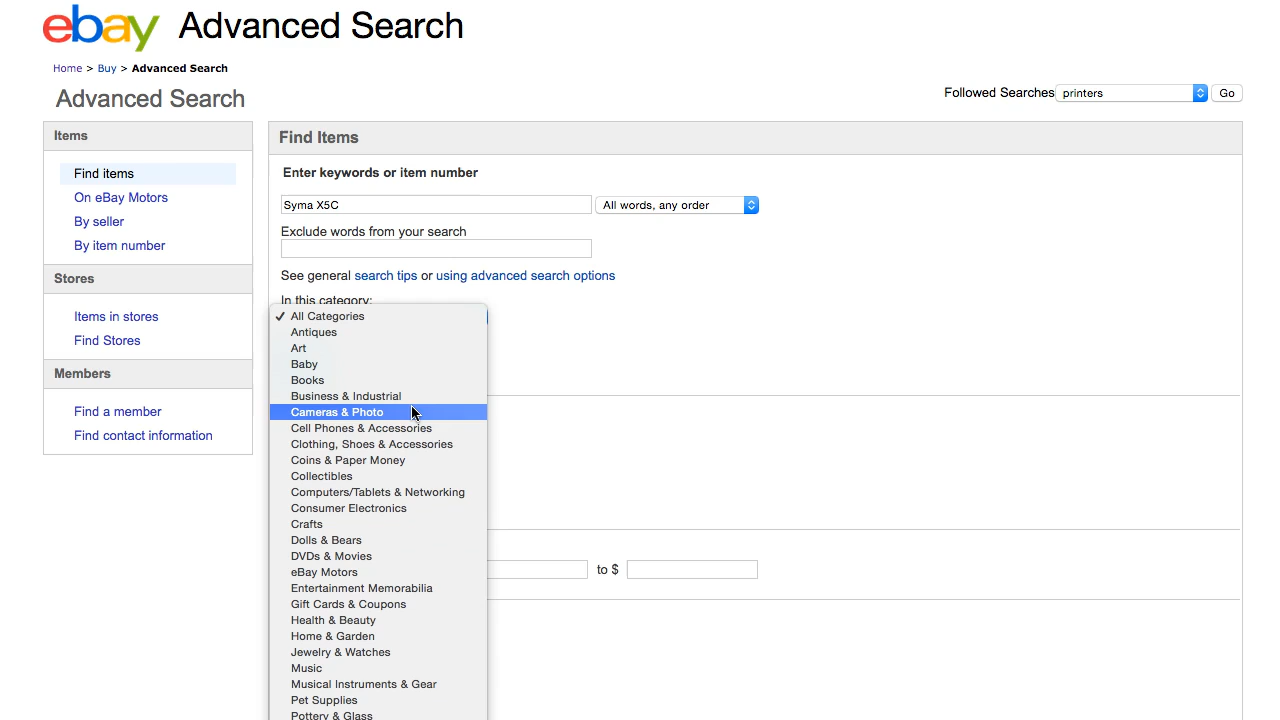 ebay Advanced Search
Home > Buy > Advanced Search
Advanced Search
Followed Searches printers Go
Items
Find items
On eBay Motors
By seller
By item number
Stores
Items in stores
Find Stores
Members
Find a member
Find contact information
Find Items
Enter keywords or item number
Syma X5C All words, any order
Exclude words from your search
See general search tips or using advanced search options
In this category:
✓ All Categories
Antiques
Art
Baby
Books
Business & Industrial
Cameras & Photo
Cell Phones & Accessories
Clothing, Shoes & Accessories
Coins & Paper Money
Collectibles
Computers/Tablets & Networking
Consumer Electronics
Crafts
Dolls & Bears
DVDs & Movies
eBay Motors
Entertainment Memorabilia
Gift Cards & Coupons
Health & Beauty
Home & Garden
Jewelry & Watches
Music
Musical Instruments & Gear
Pet Supplies
Pottery & Glass
to $